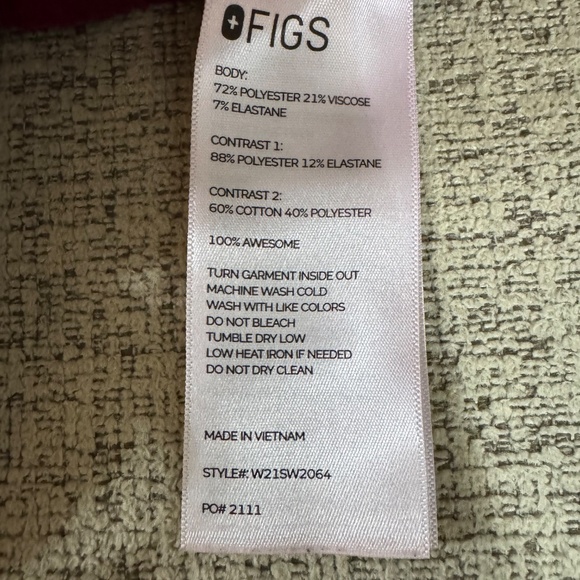 FIGS
BODY:
72% POLYESTER 21% VISCOSE
7% ELASTANE
CONTRAST 1:
88% POLYESTER 12% ELASTANE
CONTRAST 2:
60% COTTON 40% POLYESTER
100% AWESOME
TURN GARMENT INSIDE OUT
MACHINE WASH COLD
WASH WITH LIKE COLORS
DO NOT BLEACH
TUMBLE DRY LOW
LOW HEAT IRON IF NEEDED
DO NOT DRY CLEAN
MADE IN VIETNAM
STYLE#: W21SW2064
PO# 2111